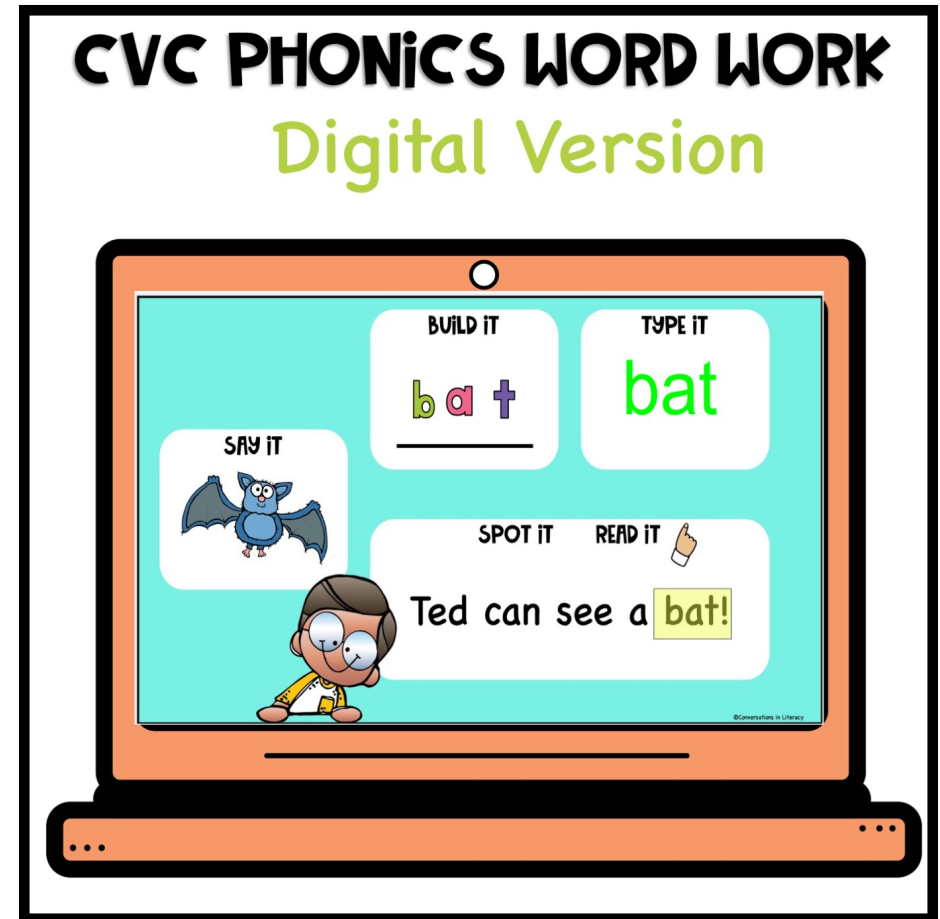 CVC PHONiCS WORD WORK
Digital Version
BUiLD iT
TYPE iT
b a t
bat
SAY iT
SPOT iT READ iT
Ted can see a bat!
©Conversations in Literacy